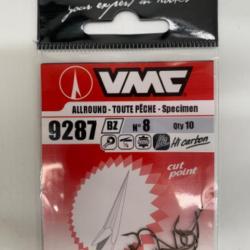 your expert in hooks!
VMC
ALLROUND - TOUTE PÊCHE - Specimen
9287 BZ N° 8 Qty 10
Hi carbon
cut
point